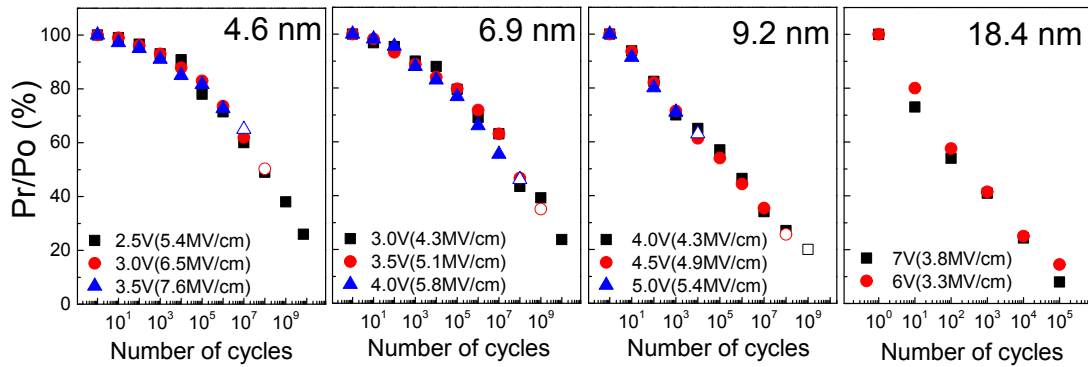 Pr/Po (%)
100
80
60
40
20
0
4.6 nm
2.5V(5.4MV/cm)
3.0V(6.5MV/cm)
3.5V(7.6MV/cm)
10^1 10^3 10^5 10^7 10^9
Number of cycles
6.9 nm
3.0V(4.3MV/cm)
3.5V(5.1MV/cm)
4.0V(5.8MV/cm)
10^1 10^3 10^5 10^7 10^9
Number of cycles
9.2 nm
4.0V(4.3MV/cm)
4.5V(4.9MV/cm)
5.0V(5.4MV/cm)
10^1 10^3 10^5 10^7 10^9
Number of cycles
18.4 nm
7V(3.8MV/cm)
6V(3.3MV/cm)
10^0 10^1 10^2 10^3 10^4 10^5
Number of cycles